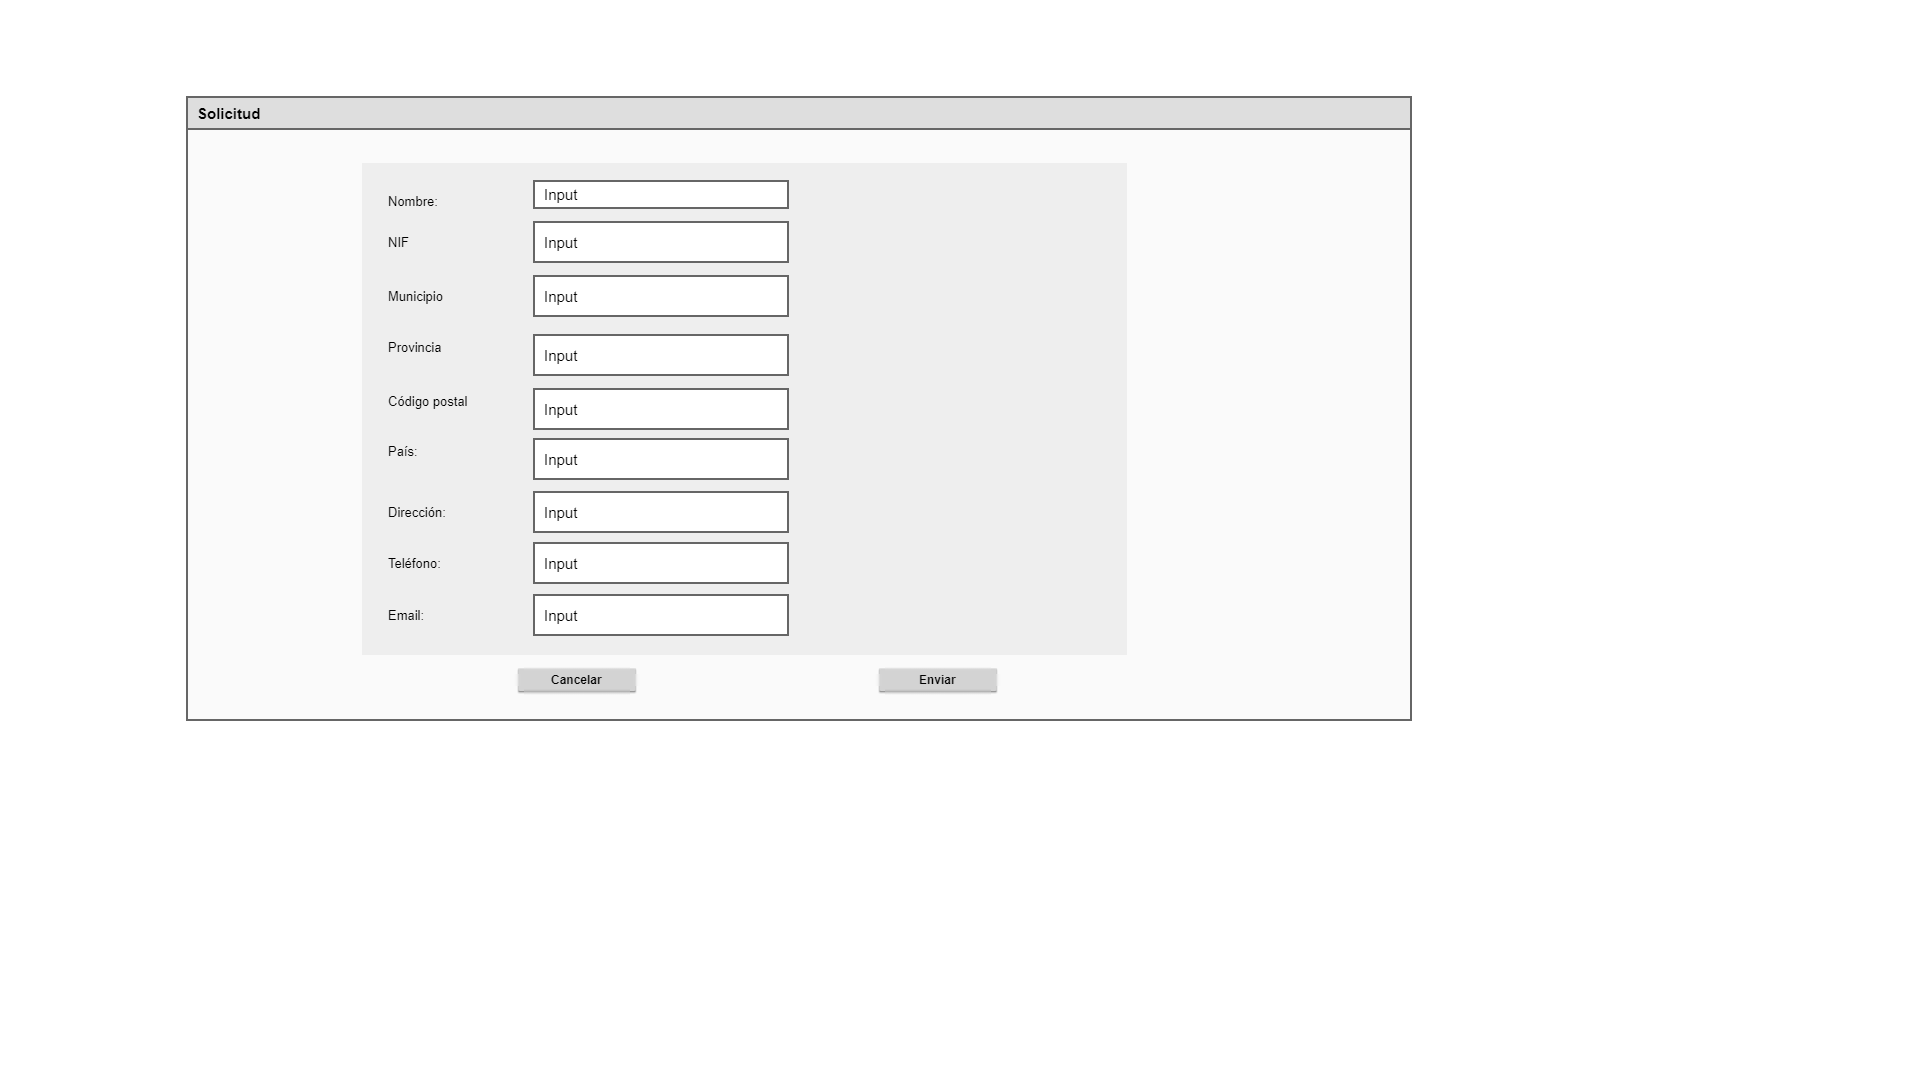 Solicitud
Nombre: Input
NIF Input
Municipio Input
Provincia Input
Código postal Input
País: Input
Dirección: Input
Teléfono: Input
Email: Input
Cancelar Enviar